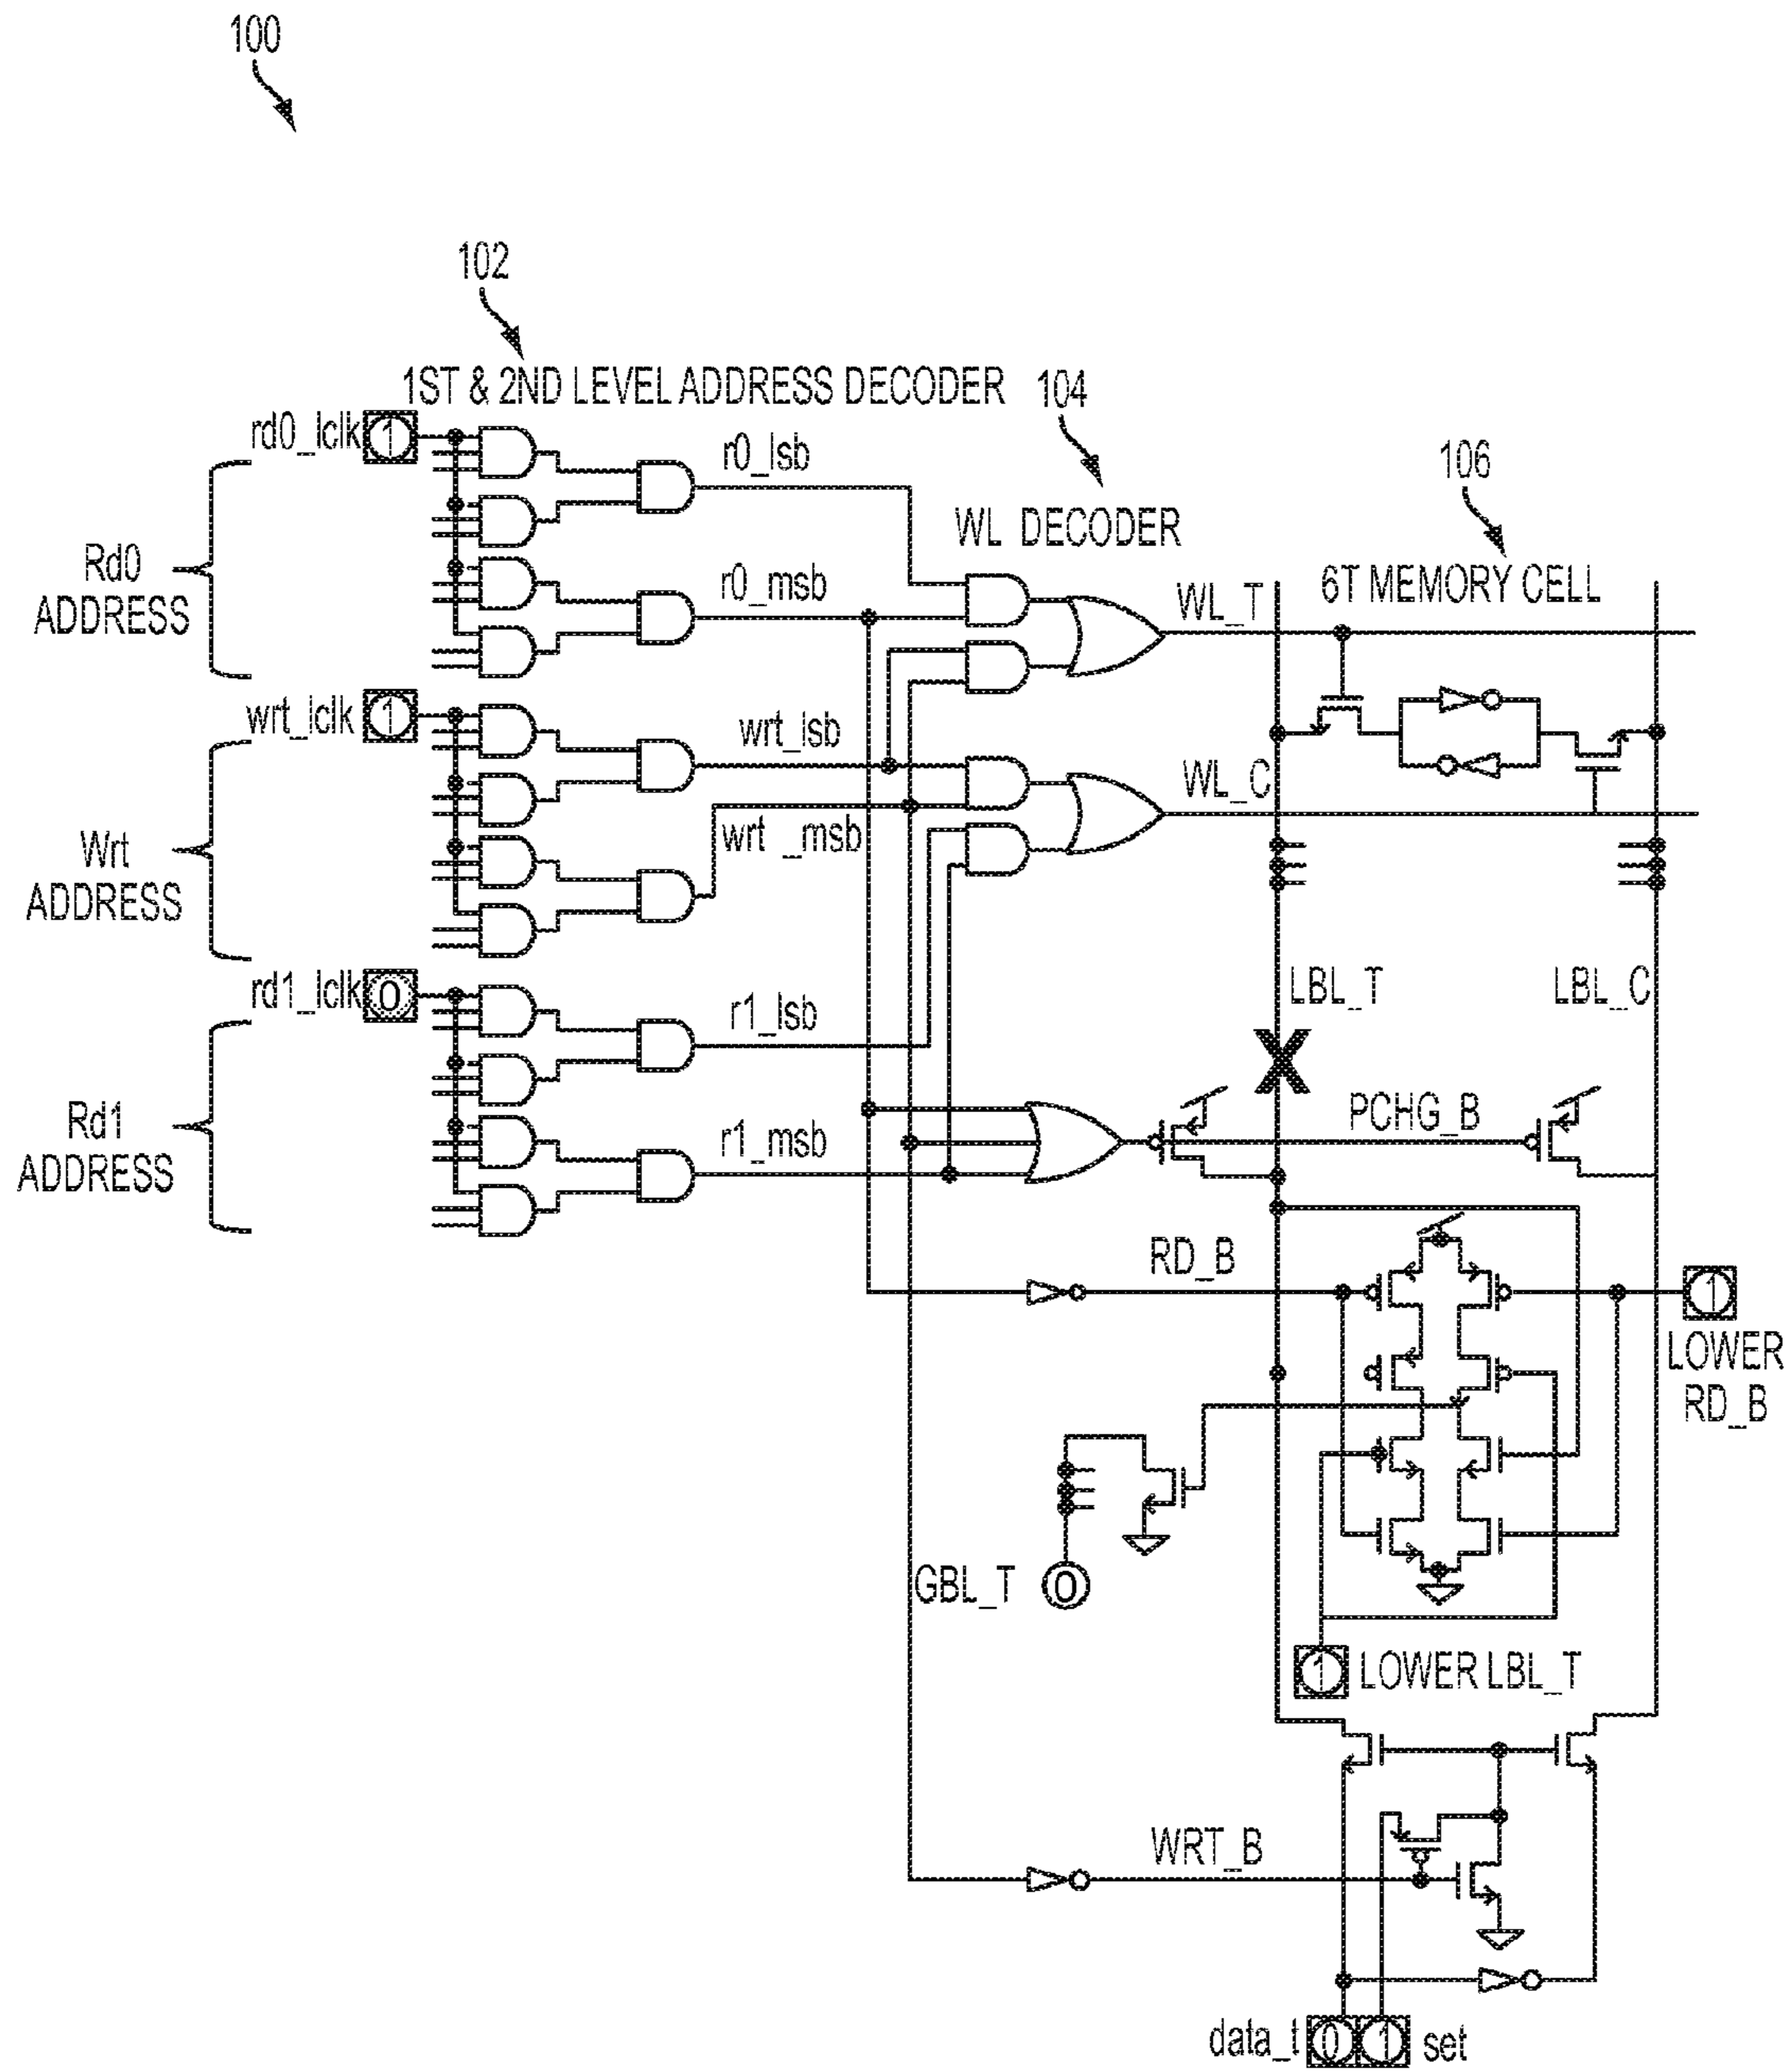 100
102
1ST & 2ND LEVEL ADDRESS DECODER
104
rd0_lclk 1
r0_lsb
106
WL DECODER
Rd0
ADDRESS
r0_msb
WL_T
6T MEMORY CELL
wrt_lclk 1
wrt_lsb
WL_C
wrt _msb
Wrt
ADDRESS
rd1_lclk 0
r1_lsb
LBL_T
LBL_C
X
PCHG_B
Rd1
ADDRESS
r1_msb
RD_B
1
LOWER
RD_B
GBL_T 0
1 LOWER LBL_T
WRT_B
data_t 0 1 set